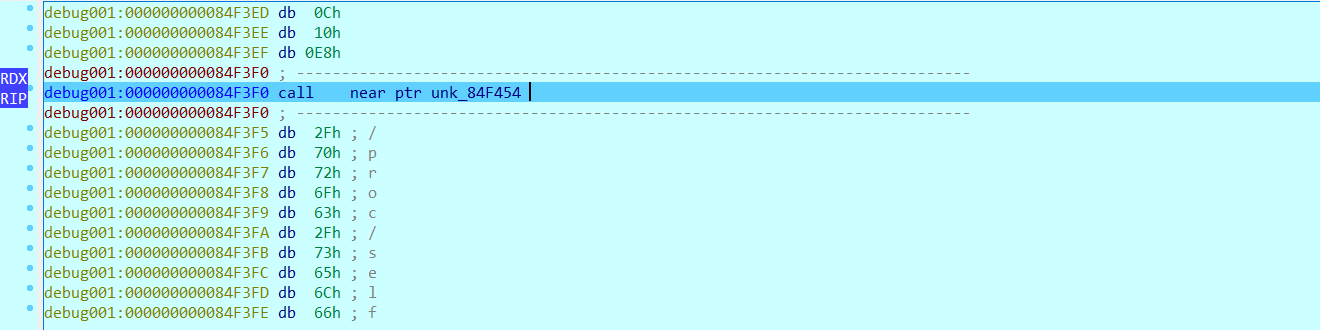 debug001:000000000084F3ED db  0Ch
debug001:000000000084F3EE db  10h
debug001:000000000084F3EF db 0E8h
debug001:000000000084F3F0 ; ---------------------------------------------------------------------------
RDX
RIP debug001:000000000084F3F0 call    near ptr unk_84F454
debug001:000000000084F3F0 ; ---------------------------------------------------------------------------
debug001:000000000084F3F5 db  2Fh ; /
debug001:000000000084F3F6 db  70h ; p
debug001:000000000084F3F7 db  72h ; r
debug001:000000000084F3F8 db  6Fh ; o
debug001:000000000084F3F9 db  63h ; c
debug001:000000000084F3FA db  2Fh ; /
debug001:000000000084F3FB db  73h ; s
debug001:000000000084F3FC db  65h ; e
debug001:000000000084F3FD db  6Ch ; l
debug001:000000000084F3FE db  66h ; f